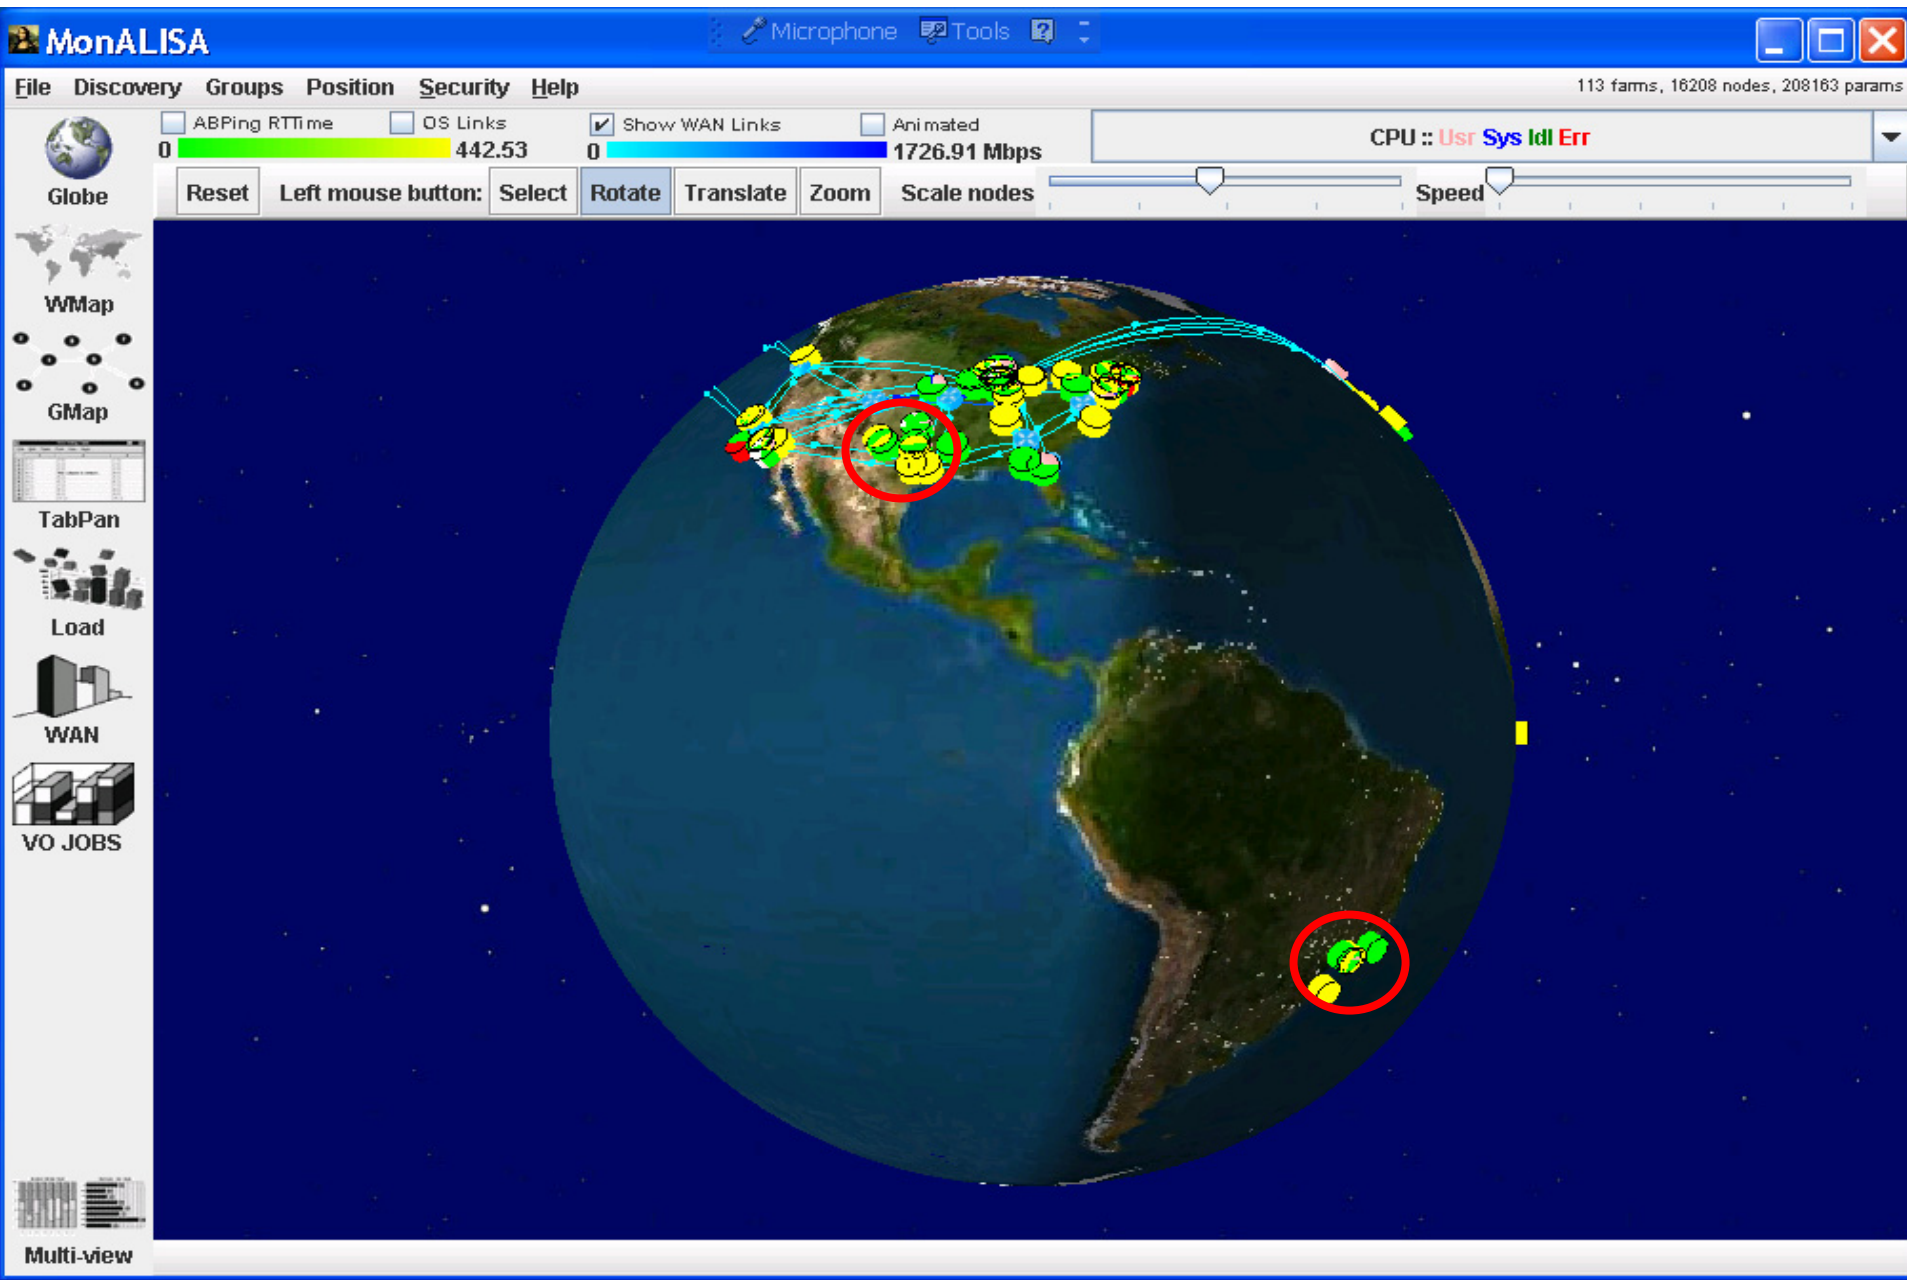 MonALISA
Microphone Tools
File Discovery Groups Position Security Help
113 farms, 16208 nodes, 208163 params
ABPing RTTime OS Links Show WAN Links Animated
0 442.53 0 1726.91 Mbps
CPU :: Usr Sys Idl Err
Reset Left mouse button: Select Rotate Translate Zoom Scale nodes Speed
Globe
WMap
GMap
TabPan
Load
WAN
VO JOBS
Multi-view